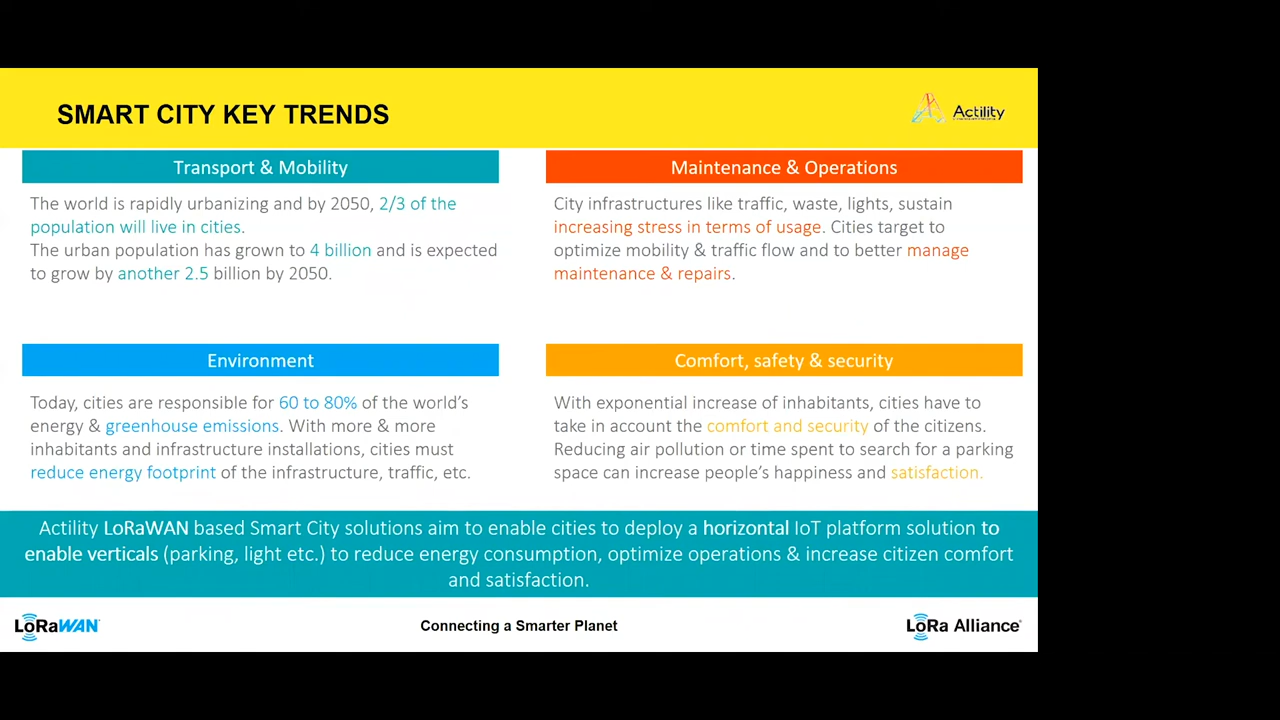 SMART CITY KEY TRENDS
Actility
Transport & Mobility
The world is rapidly urbanizing and by 2050, 2/3 of the
population will live in cities.
The urban population has grown to 4 billion and is expected
to grow by another 2.5 billion by 2050.
Maintenance & Operations
City infrastructures like traffic, waste, lights, sustain
increasing stress in terms of usage. Cities target to
optimize mobility & traffic flow and to better manage
maintenance & repairs.
Environment
Today, cities are responsible for 60 to 80% of the world’s
energy & greenhouse emissions. With more & more
inhabitants and infrastructure installations, cities must
reduce energy footprint of the infrastructure, traffic, etc.
Comfort, safety & security
With exponential increase of inhabitants, cities have to
take in account the comfort and security of the citizens.
Reducing air pollution or time spent to search for a parking
space can increase people’s happiness and satisfaction.
Actility LoRaWAN based Smart City solutions aim to enable cities to deploy a horizontal IoT platform solution to
enable verticals (parking, light etc.) to reduce energy consumption, optimize operations & increase citizen comfort
and satisfaction.
LoRaWAN
Connecting a Smarter Planet
LoRa Alliance